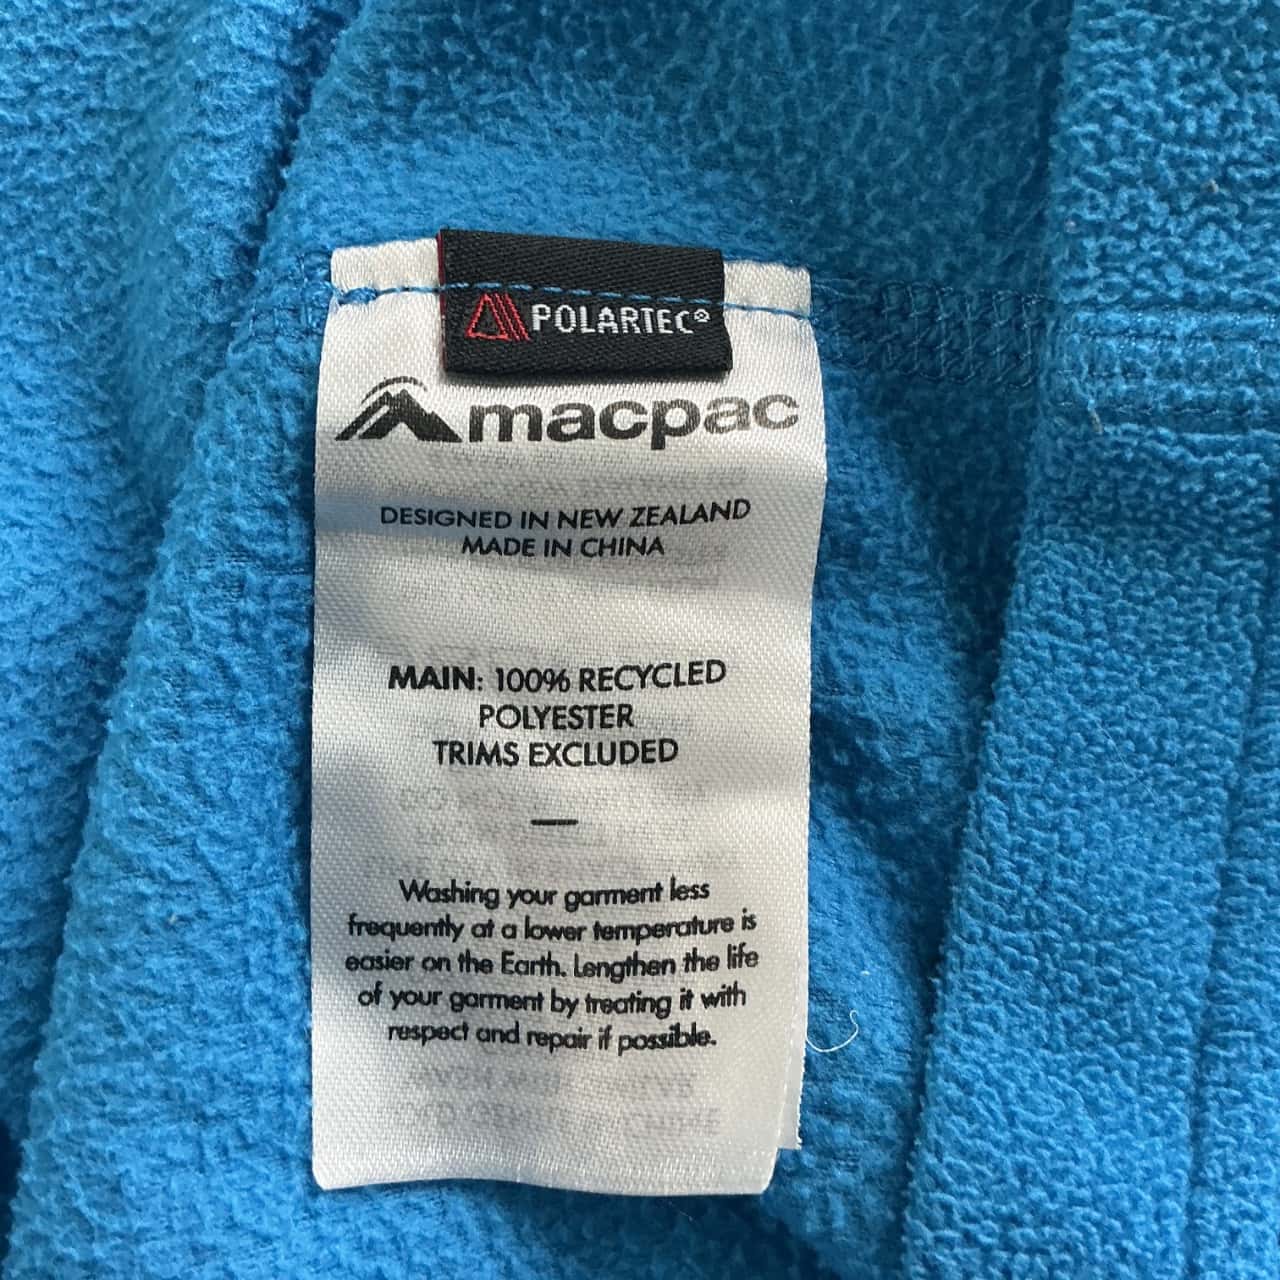 POLARTEC®
macpac
DESIGNED IN NEW ZEALAND
MADE IN CHINA
MAIN: 100% RECYCLED
POLYESTER
TRIMS EXCLUDED
—
Washing your garment less
frequently at a lower temperature is
easier on the Earth. Lengthen the life
of your garment by treating it with
respect and repair if possible.